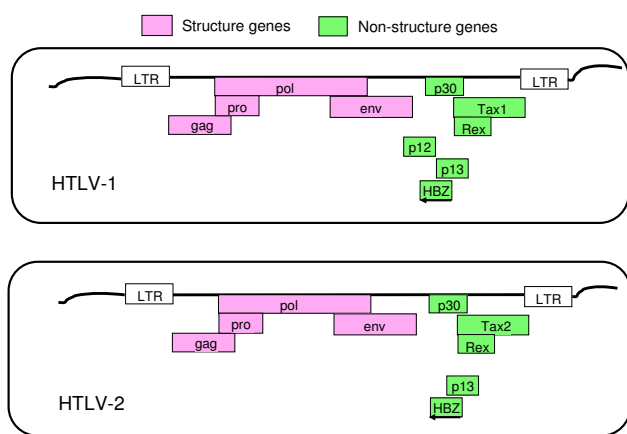 Structure genes Non-structure genes
LTR LTR
pol p30
pro env Tax1
gag Rex
p12
p13
HTLV-1 HBZ
LTR LTR
pol p30
pro env Tax2
gag Rex
p13
HTLV-2 HBZ